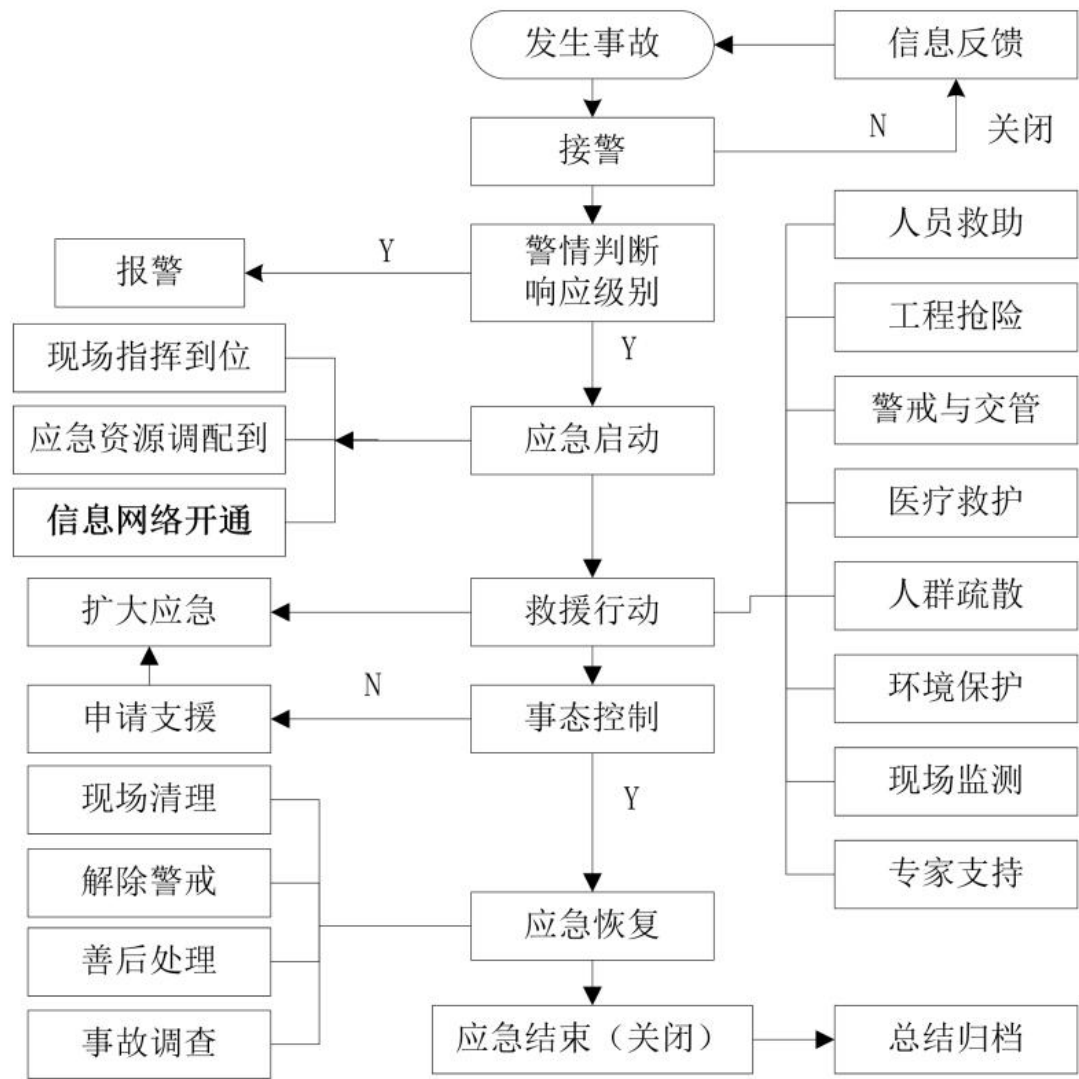 发生事故
信息反馈
接警
N
关闭
人员救助
警情判断
响应级别
Y
报警
工程抢险
Y
现场指挥到位
警戒与交管
应急资源调配到
应急启动
医疗救护
信息网络开通
扩大应急
救援行动
人群疏散
N
申请支援
事态控制
环境保护
现场清理
Y
现场监测
解除警戒
专家支持
应急恢复
善后处理
事故调查
应急结束（关闭）
总结归档